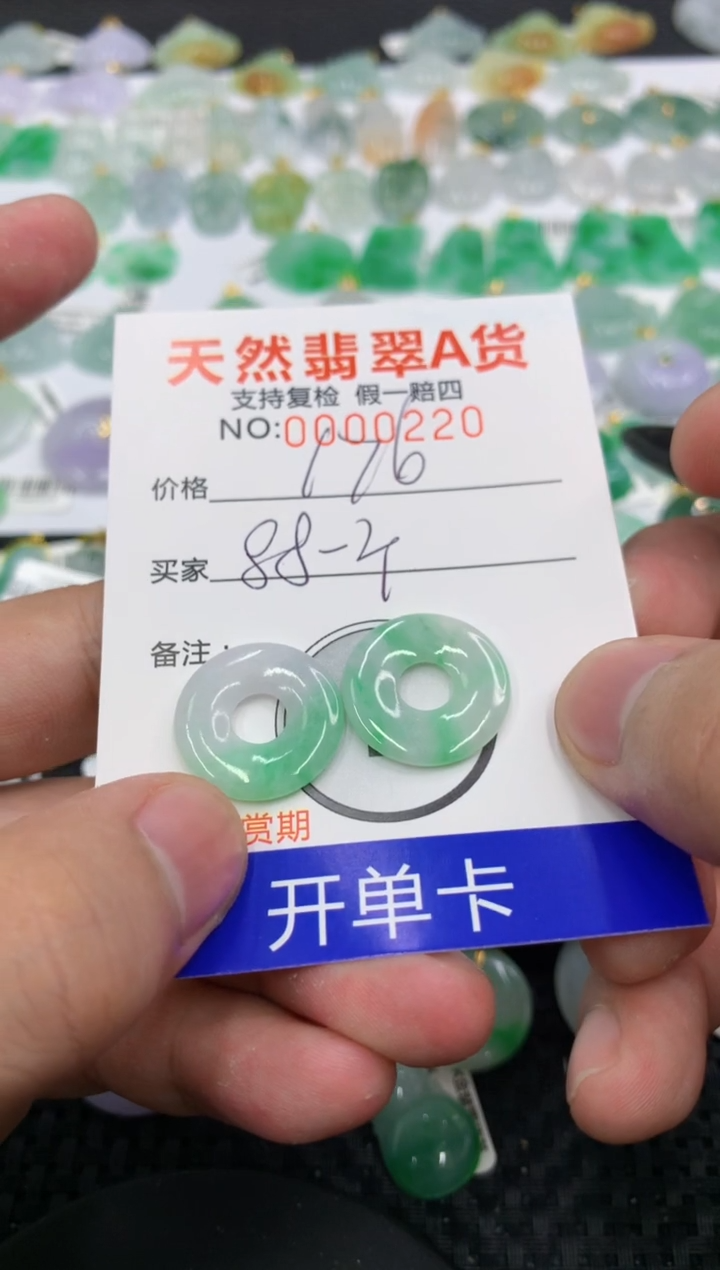 天然翡翠A货
支持复检 假一赔四
NO:0000220
价格 176
买家 88-4
备注:
赏期
开单卡